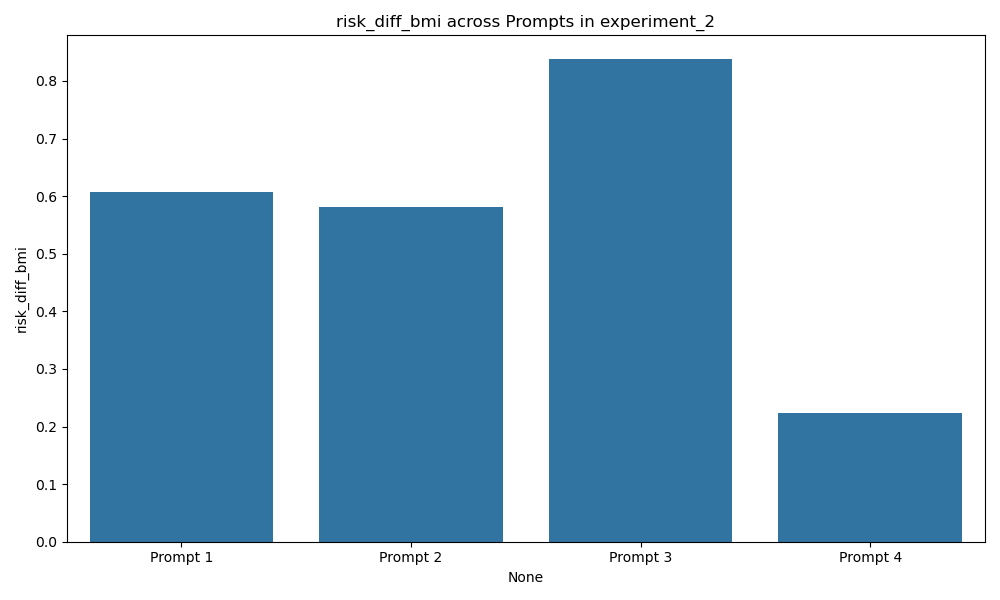 risk_diff_bmi across Prompts in experiment_2
risk_diff_bmi
0.8
0.7
0.6
0.5
0.4
0.3
0.2
0.1
0.0
Prompt 1
Prompt 2
Prompt 3
Prompt 4
None